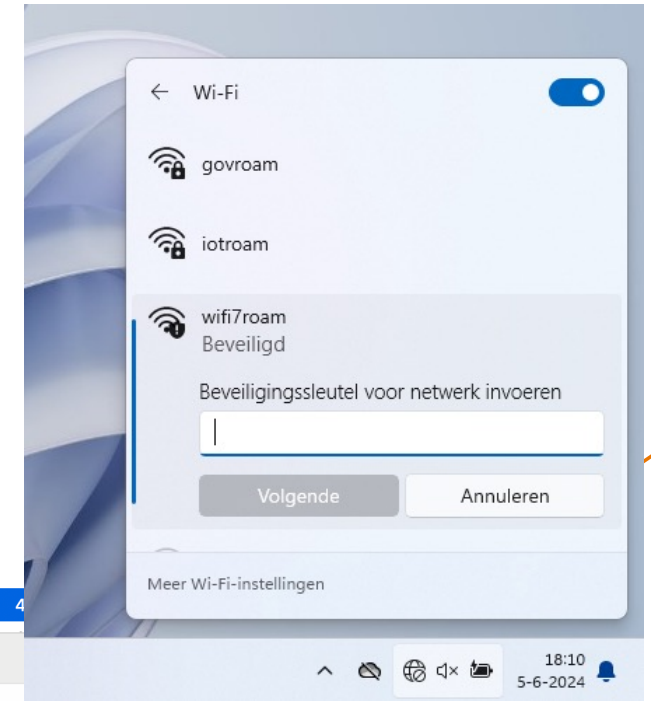 Wi-Fi
govroam
iotroam
wifi7roam
Beveiligd
Beveiligingssleutel voor netwerk invoeren
Volgende
Annuleren
Meer Wi-Fi-instellingen
4
18:10
5-6-2024